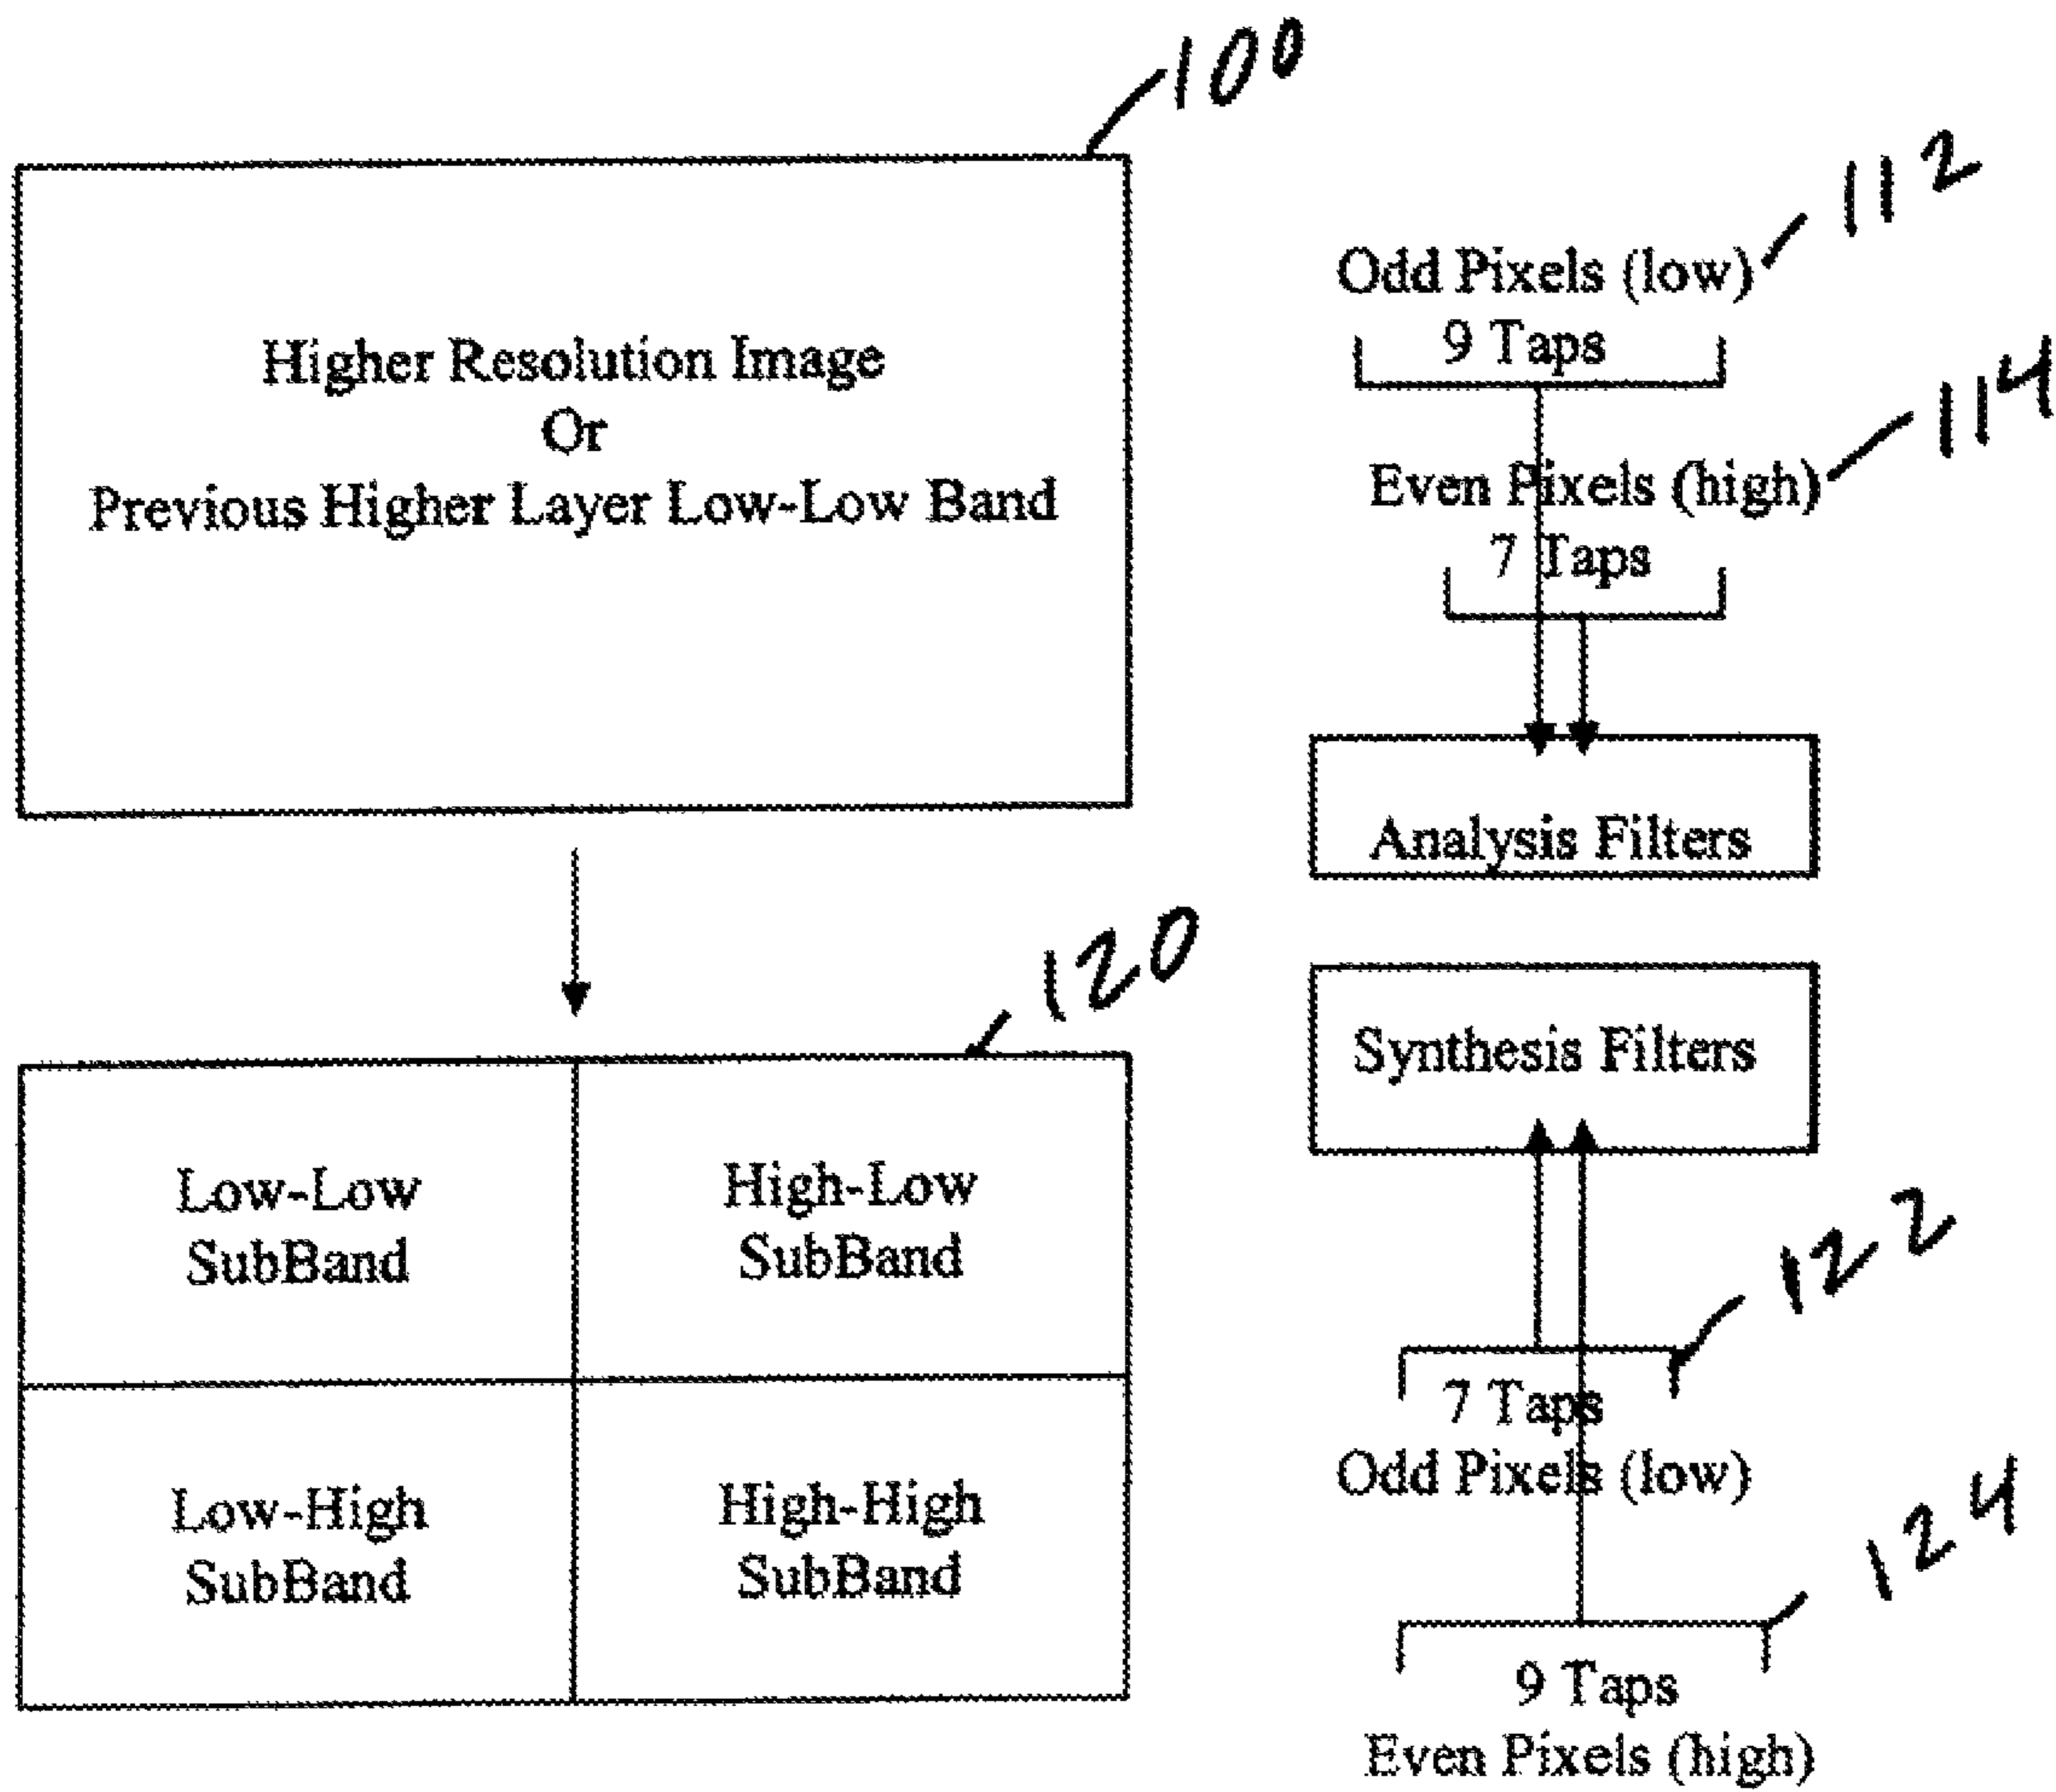 100
Higher Resolution Image
Or
Previous Higher Layer Low-Low Band
112
Odd Pixels (low)
9 Taps
114
Even Pixels (high)
7 Taps
Analysis Filters
120
Low-Low
SubBand
High-Low
SubBand
Low-High
SubBand
High-High
SubBand
Synthesis Filters
122
7 Taps
Odd Pixels (low)
124
9 Taps
Even Pixels (high)